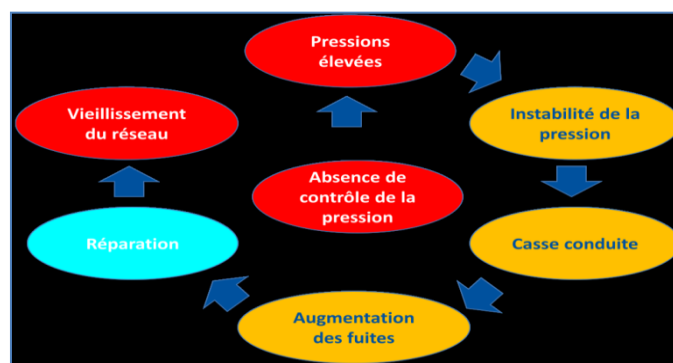 Pressions
élevées
Vieillissement
du réseau
Instabilité de la
pression
Absence de
contrôle de la
pression
Réparation
Casse conduite
Augmentation
des fuites